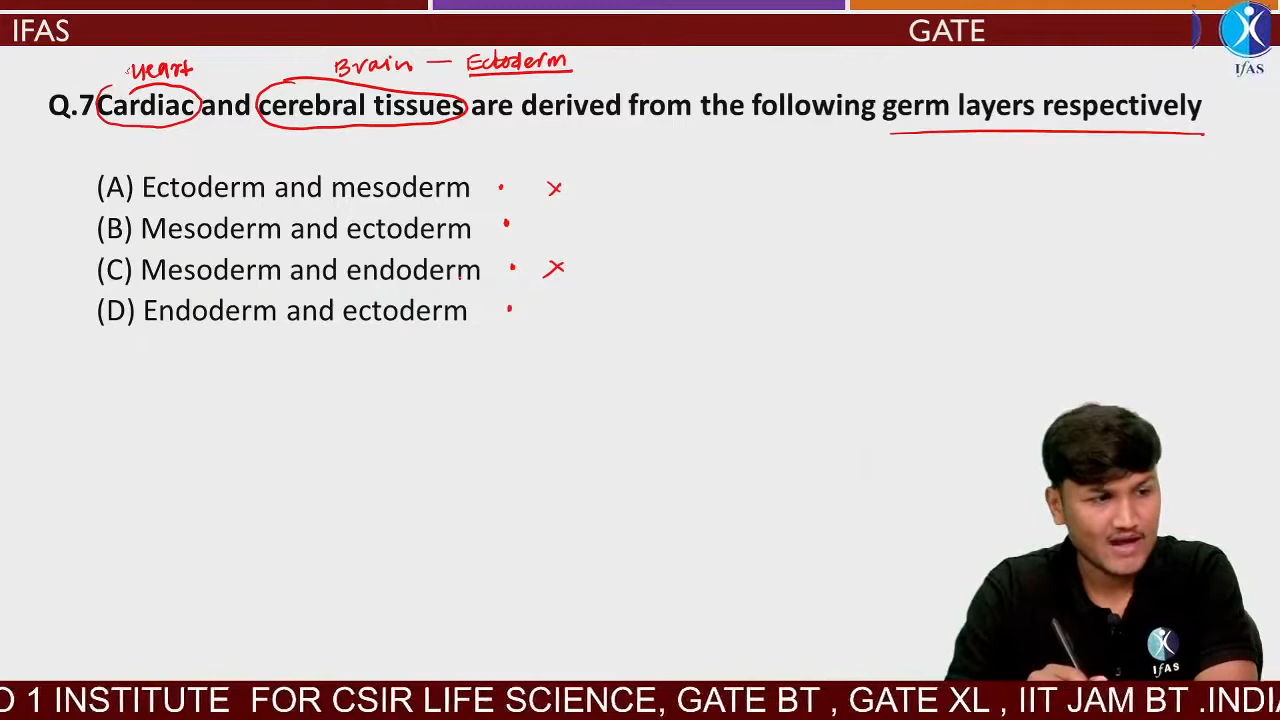 IFAS
GATE
IfAS
Heart
Brain — Ectoderm
Q.7 Cardiac and cerebral tissues are derived from the following germ layers respectively
(A) Ectoderm and mesoderm
(B) Mesoderm and ectoderm
(C) Mesoderm and endoderm
(D) Endoderm and ectoderm
IfAS
1 INSTITUTE FOR CSIR LIFE SCIENCE, GATE BT , GATE XL , IIT JAM BT .INDIA